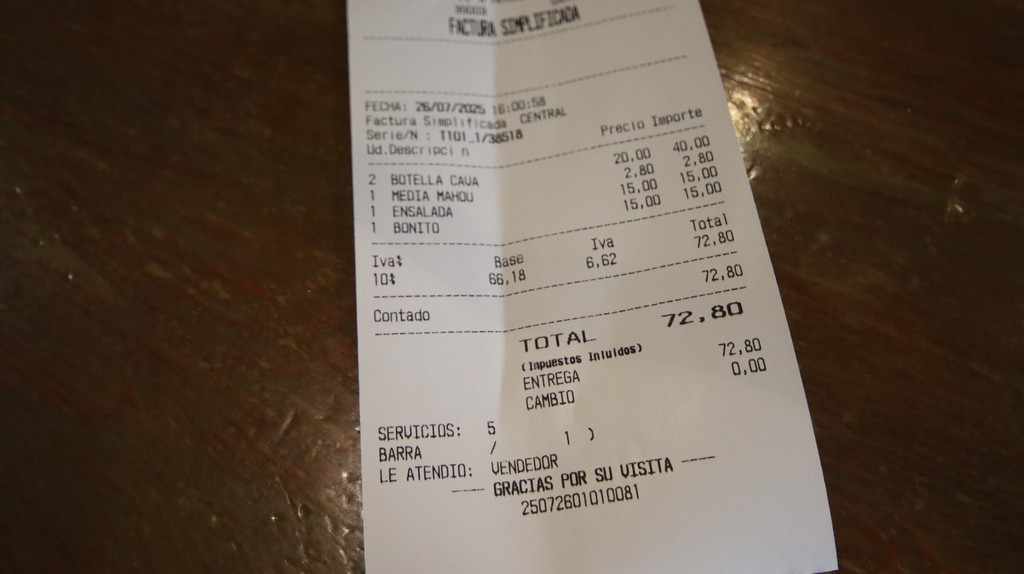 FACTURA SIMPLIFICADA
FECHA: 26/07/2025 16:00:58
Factura Simplificada CENTRAL
Serie/N : T101_1/38518
Ud.Descripci n Precio Importe
2 BOTELLA CAVA 20,00 40,00
1 MEDIA MAHOU 2,80 2,80
1 ENSALADA 15,00 15,00
1 BONITO 15,00 15,00
Iva% Base Iva Total
10% 66,18 6,62 72,80
Contado 72,80
TOTAL 72,80
(Impuestos Inluidos)
ENTREGA 72,80
CAMBIO 0,00
SERVICIOS: 5
BARRA / 1 )
LE ATENDIO: VENDEDOR
---- GRACIAS POR SU VISITA ----
25072601010081